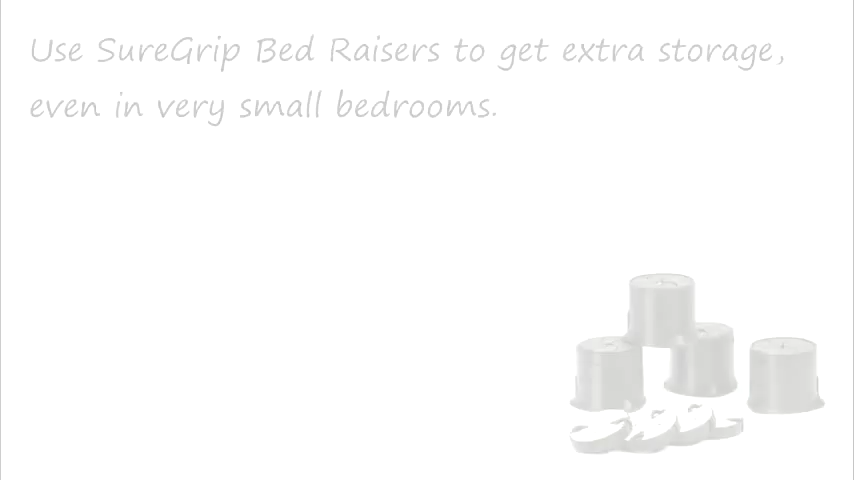 Use SureGrip Bed Raisers to get extra storage,
even in very small bedrooms.